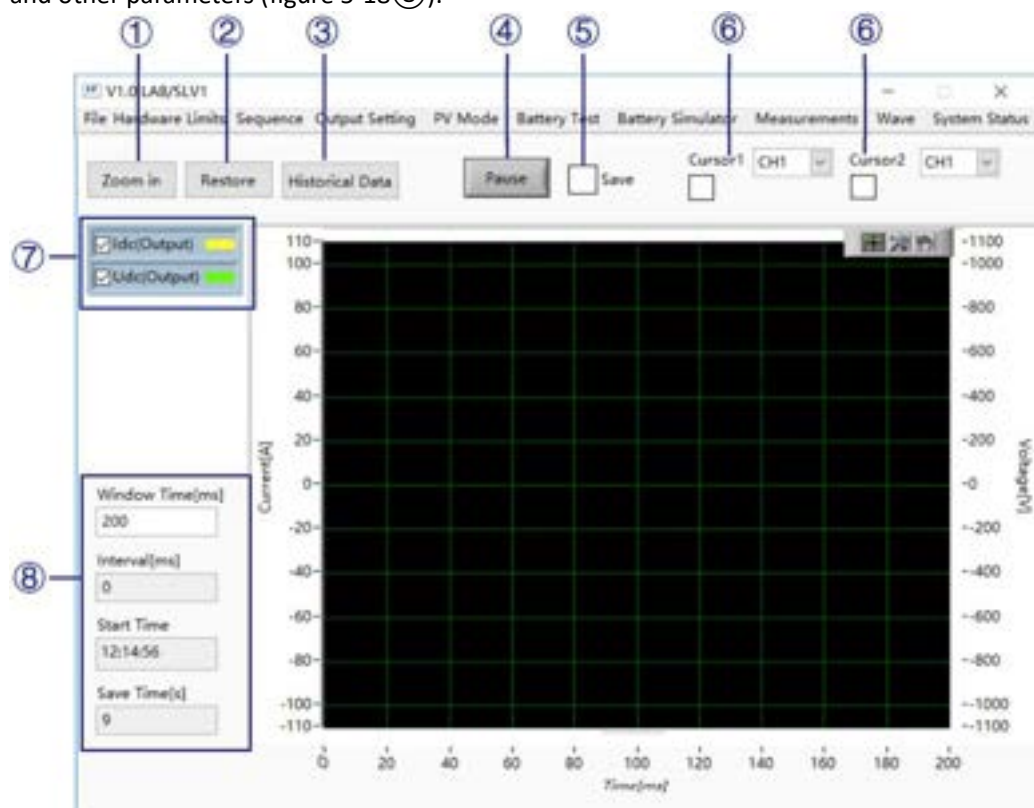 and other parameters (figure 5-18⑧).
① ② ③ ④ ⑤ ⑥ ⑥
V1.0 LAB/SLV1
File Hardware Limits Sequence Output Setting PV Mode Battery Test Battery Simulator Measurements Wave System Status
Zoom in Restore Historical Data Pause Save Cursor1 CH1 Cursor2 CH1
⑦
Idc(Output)
Udc(Output)
110
100
80
60
40
20
0
-20
-40
-60
-80
-100
-110
Current[A]
-1100
-1000
-800
-600
-400
-200
-0
--200
--400
--800
--1000
--1100
Voltage[V]
⑧
Window Time[ms]
200
Interval[ms]
0
Start Time
12:14:56
Save Time[s]
9
0 20 40 60 80 100 120 140 160 180 200
Time[ms]